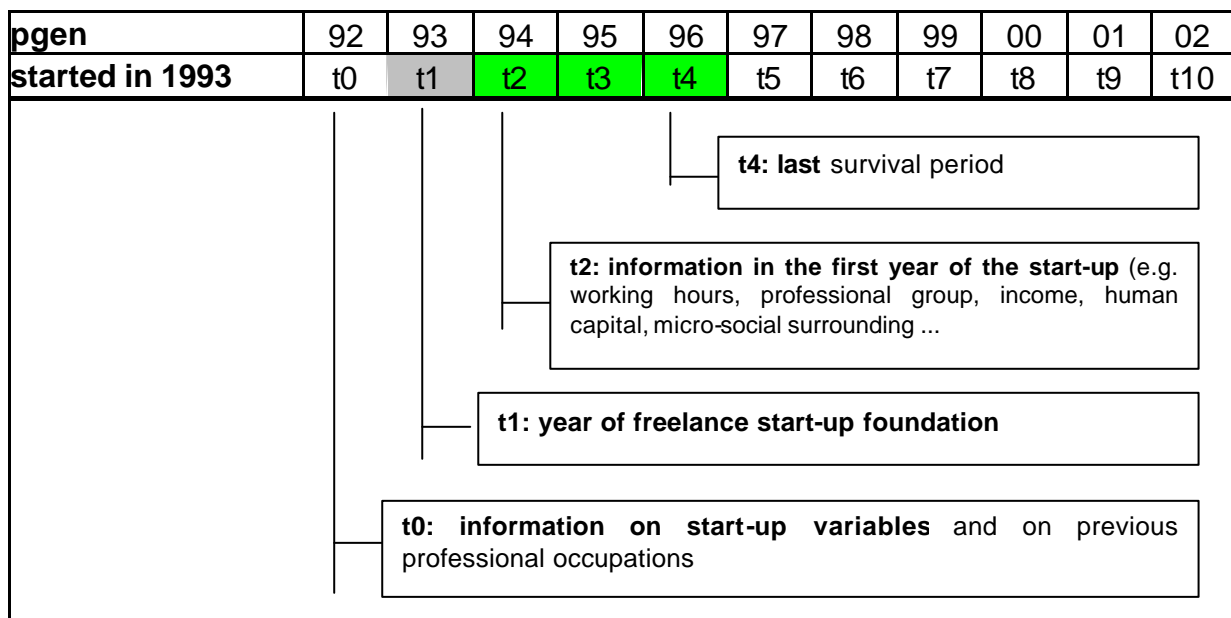 pgen 92 93 94 95 96 97 98 99 00 01 02
started in 1993 t0 t1 t2 t3 t4 t5 t6 t7 t8 t9 t10
t4: last survival period
t2: information in the first year of the start-up (e.g.
working hours, professional group, income, human
capital, micro-social surrounding ...
t1: year of freelance start-up foundation
t0: information on start-up variables and on previous
professional occupations